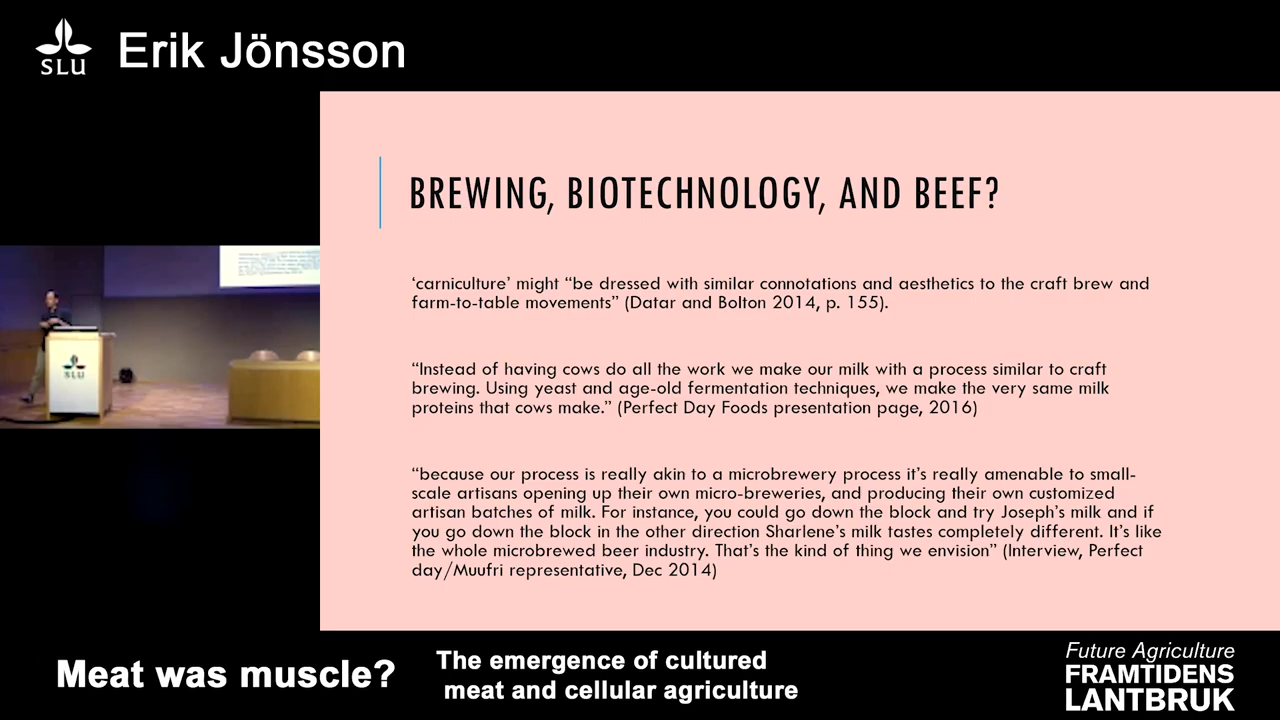 SLU
Erik Jönsson
BREWING, BIOTECHNOLOGY, AND BEEF?
‘carniculture’ might “be dressed with similar connotations and aesthetics to the craft brew and
farm-to-table movements” (Datar and Bolton 2014, p. 155).
“Instead of having cows do all the work we make our milk with a process similar to craft
brewing. Using yeast and age-old fermentation techniques, we make the very same milk
proteins that cows make.” (Perfect Day Foods presentation page, 2016)
“because our process is really akin to a microbrewery process it’s really amenable to small-
scale artisans opening up their own micro-breweries, and producing their own customized
artisan batches of milk. For instance, you could go down the block and try Joseph’s milk and if
you go down the block in the other direction Sharlene’s milk tastes completely different. It’s like
the whole microbrewed beer industry. That’s the kind of thing we envision” (Interview, Perfect
day/Muufri representative, Dec 2014)
SLU
Meat was muscle?
The emergence of cultured
meat and cellular agriculture
Future Agriculture
FRAMTIDENS
LANTBRUK